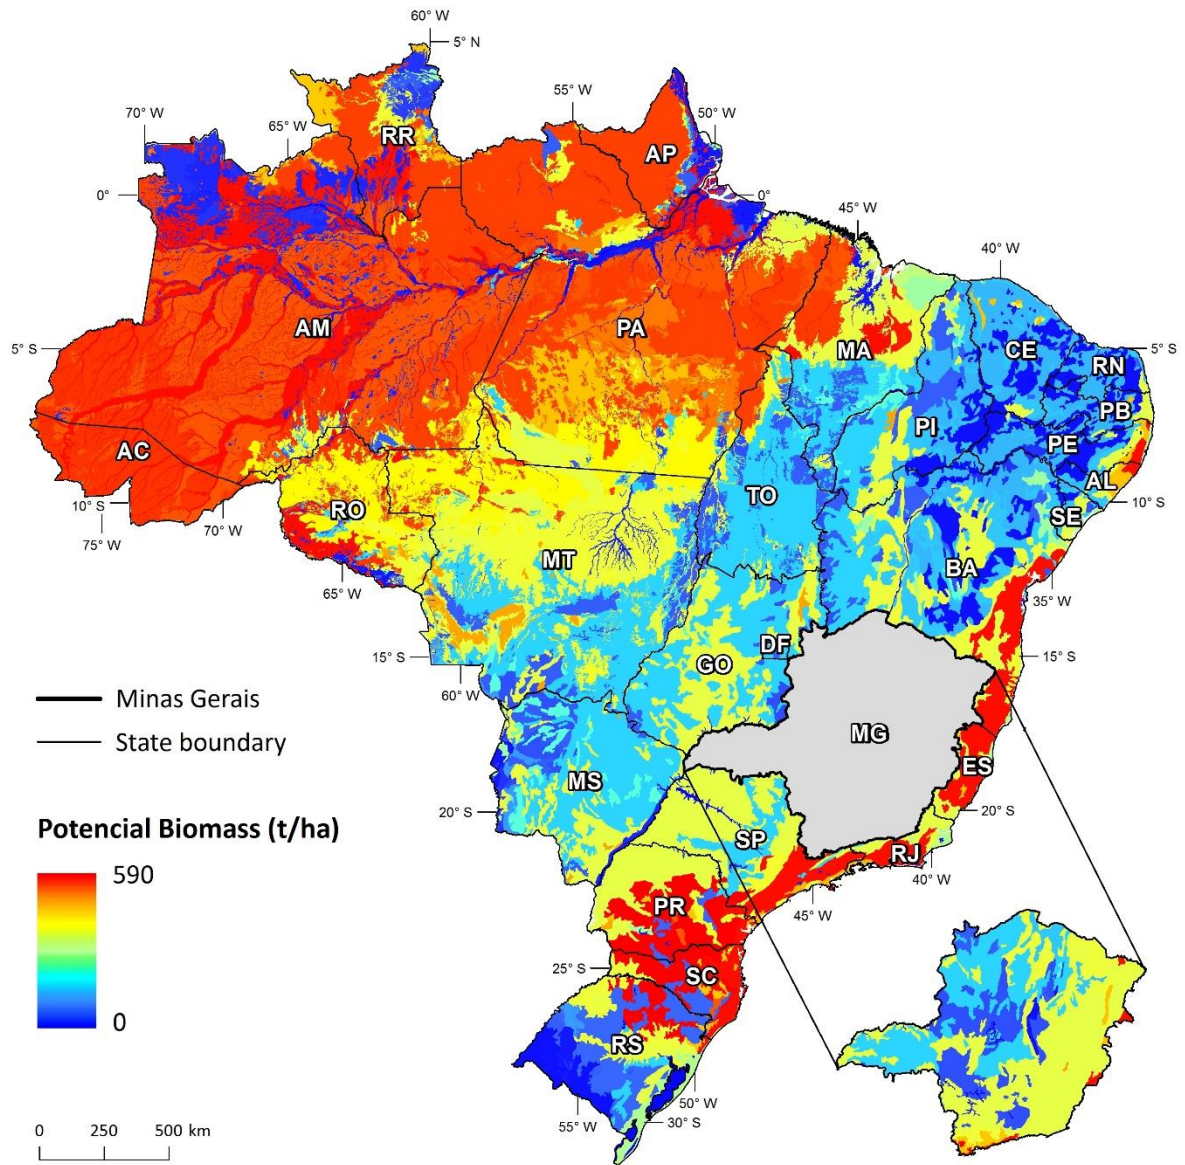 60° W
5° N
55° W
70° W
65° W
50° W
RR
AP
0°
0°
45° W
40° W
AM
PA
5° S
MA
CE
5° S
RN
PB
PI
PE
AC
AL
10° S
TO
10° S
70° W
RO
SE
75° W
MT
BA
65° W
35° W
15° S
DF
15° S
GO
60° W
Minas Gerais
State boundary
MG
ES
MS
20° S
20° S
Potencial Biomass (t/ha)
SP
RJ
590
40° W
45° W
PR
25° S
SC
0
RS
50° W
55° W
30° S
0 250 500 km